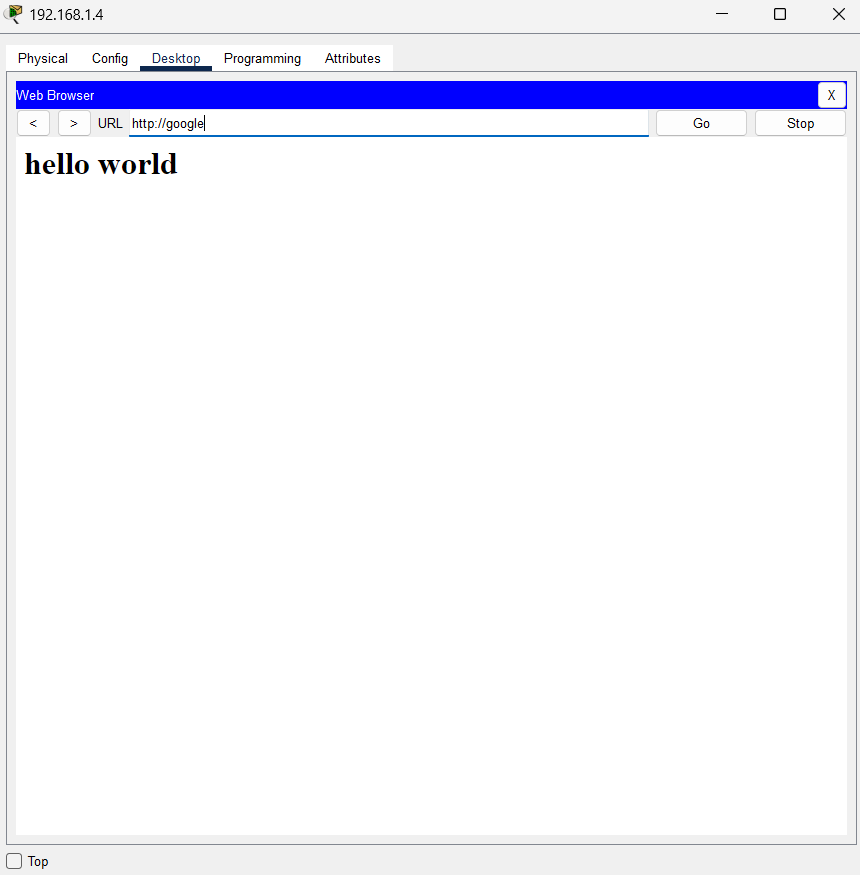 192.168.1.4
Physical Config Desktop Programming Attributes
Web Browser X
< > URL http://google Go Stop
hello world
Top